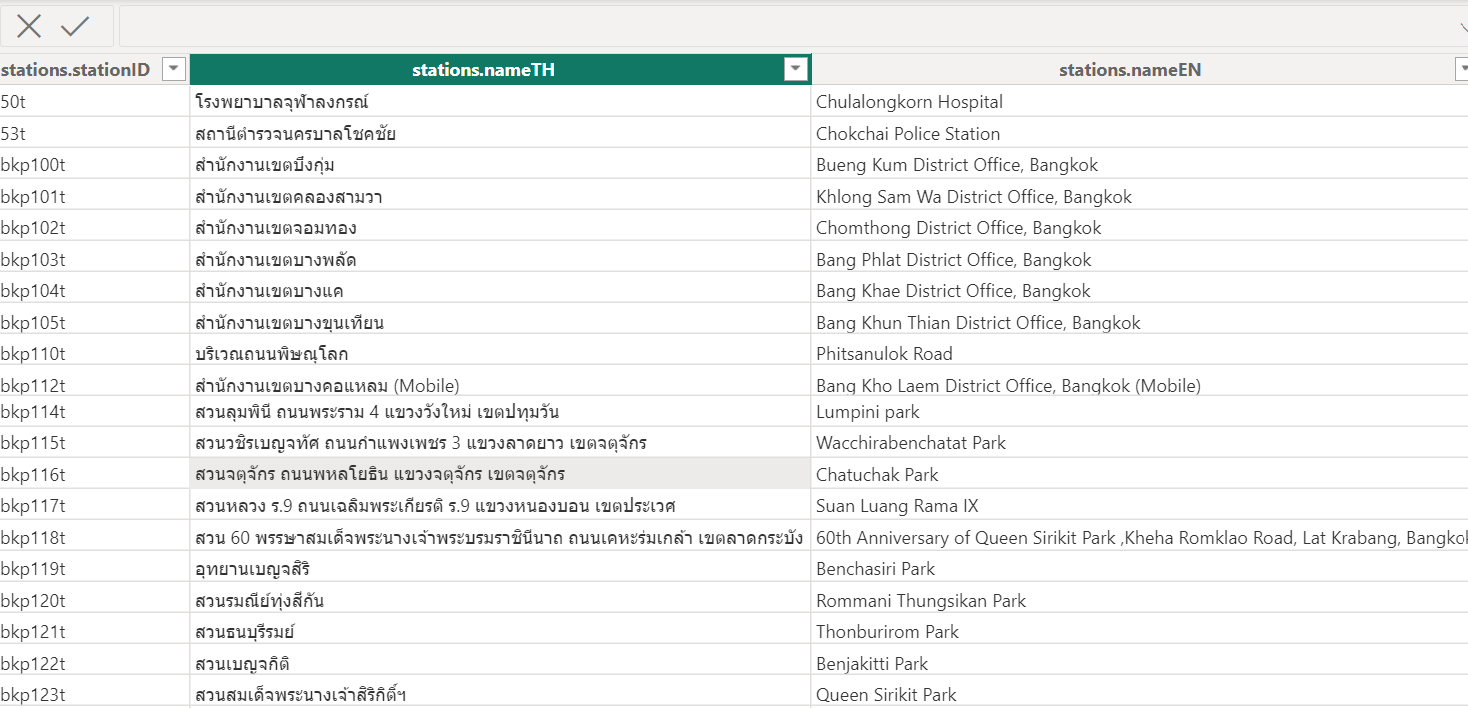 stations.stationID stations.nameTH stations.nameEN
50t โรงพยาบาลจุฬาลงกรณ์ Chulalongkorn Hospital
53t สถานีตำรวจนครบาลโชคชัย Chokchai Police Station
bkp100t สำนักงานเขตบึงกุ่ม Bueng Kum District Office, Bangkok
bkp101t สำนักงานเขตคลองสามวา Khlong Sam Wa District Office, Bangkok
bkp102t สำนักงานเขตจอมทอง Chomthong District Office, Bangkok
bkp103t สำนักงานเขตบางพลัด Bang Phlat District Office, Bangkok
bkp104t สำนักงานเขตบางแค Bang Khae District Office, Bangkok
bkp105t สำนักงานเขตบางขุนเทียน Bang Khun Thian District Office, Bangkok
bkp110t บริเวณถนนพิษณุโลก Phitsanulok Road
bkp112t สำนักงานเขตบางคอแหลม (Mobile) Bang Kho Laem District Office, Bangkok (Mobile)
bkp114t สวนลุมพินี ถนนพระราม 4 แขวงวังใหม่ เขตปทุมวัน Lumpini park
bkp115t สวนวชิรเบญจทัศ ถนนกำแพงเพชร 3 แขวงลาดยาว เขตจตุจักร Wacchirabenchatat Park
bkp116t สวนจตุจักร ถนนพหลโยธิน แขวงจตุจักร เขตจตุจักร Chatuchak Park
bkp117t สวนหลวง ร.9 ถนนเฉลิมพระเกียรติ ร.9 แขวงหนองบอน เขตประเวศ Suan Luang Rama IX
bkp118t สวน 60 พรรษาสมเด็จพระนางเจ้าพระบรมราชินีนาถ ถนนเคหะร่มเกล้า เขตลาดกระบัง 60th Anniversary of Queen Sirikit Park ,Kheha Romklao Road, Lat Krabang, Bangkok
bkp119t อุทยานเบญจสิริ Benchasiri Park
bkp120t สวนรมณีย์ทุ่งสีกัน Rommani Thungsikan Park
bkp121t สวนธนบุรีรมย์ Thonburirom Park
bkp122t สวนเบญจกิติ Benjakitti Park
bkp123t สวนสมเด็จพระนางเจ้าสิริกิติ์ฯ Queen Sirikit Park